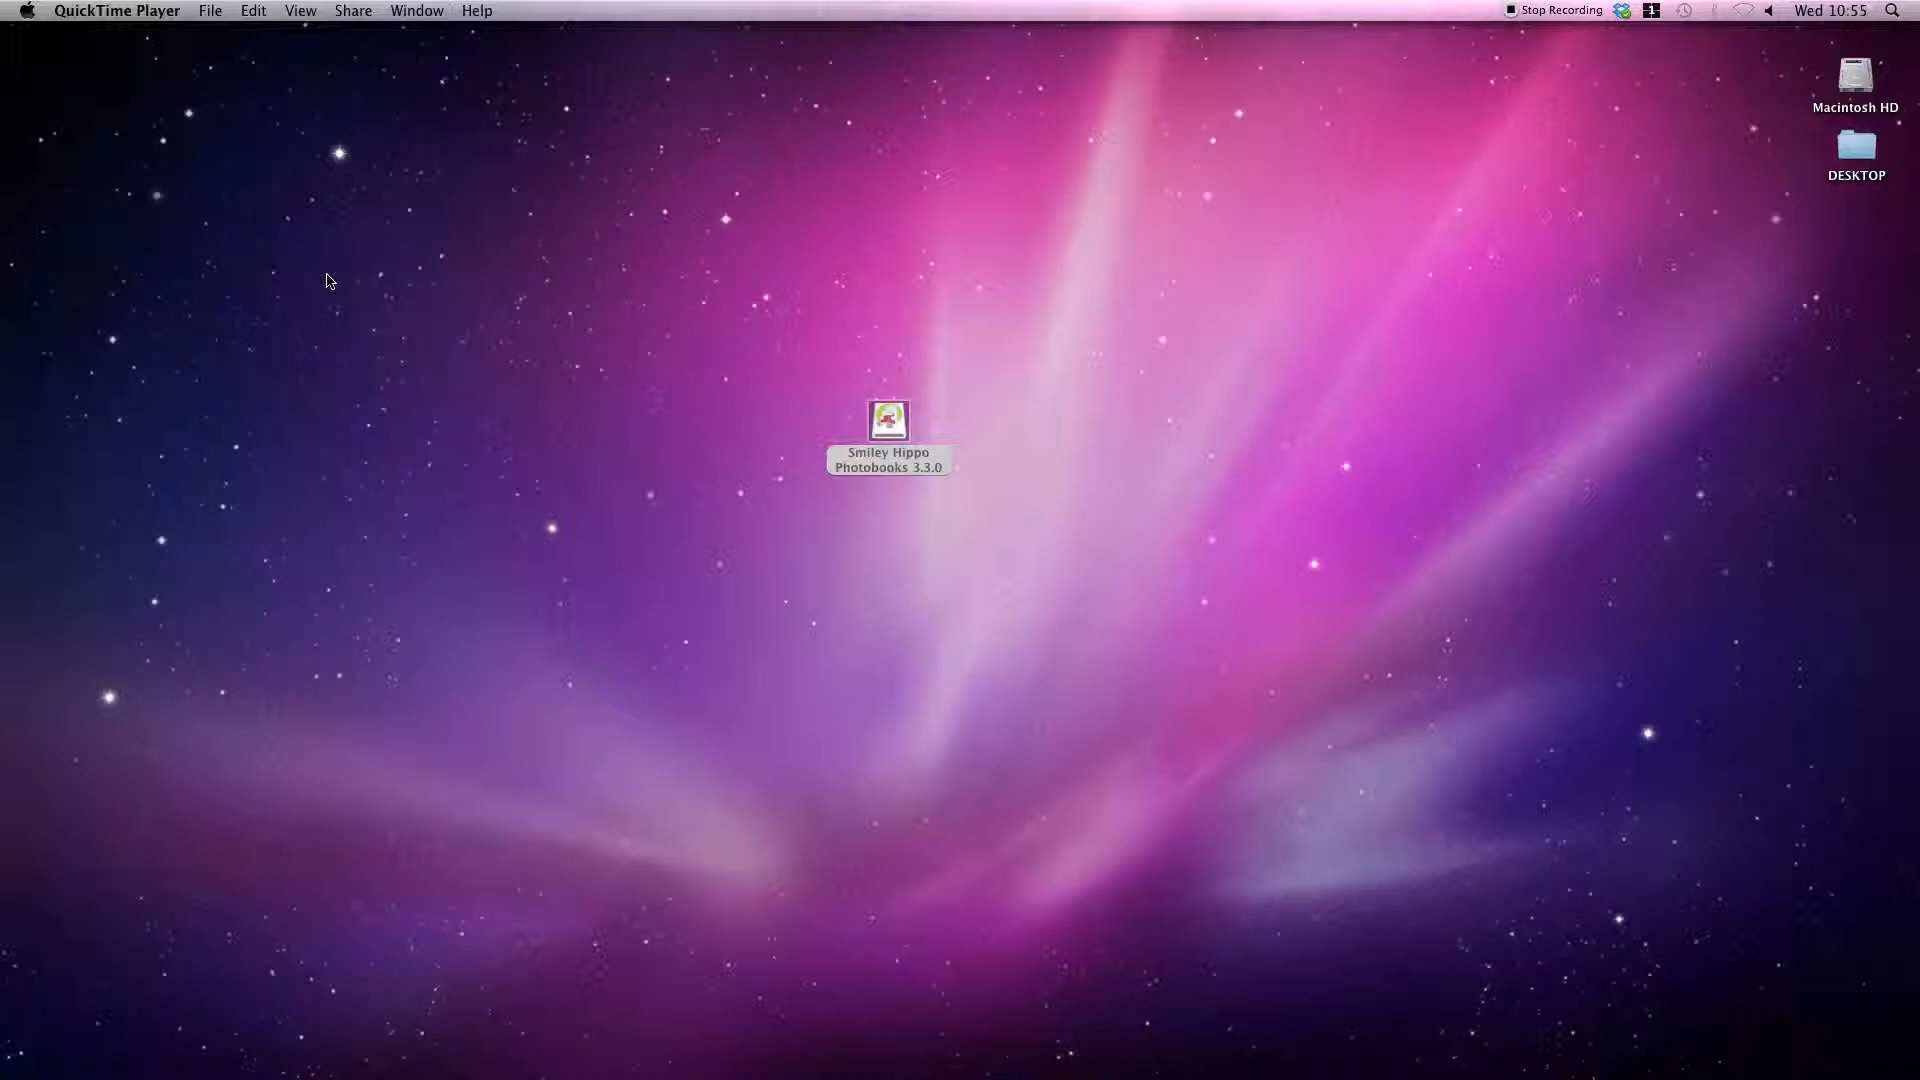 QuickTime Player File Edit View Share Window Help Stop Recording 1 Wed 10:55
Macintosh HD
DESKTOP
Smiley Hippo
Photobooks 3.3.0